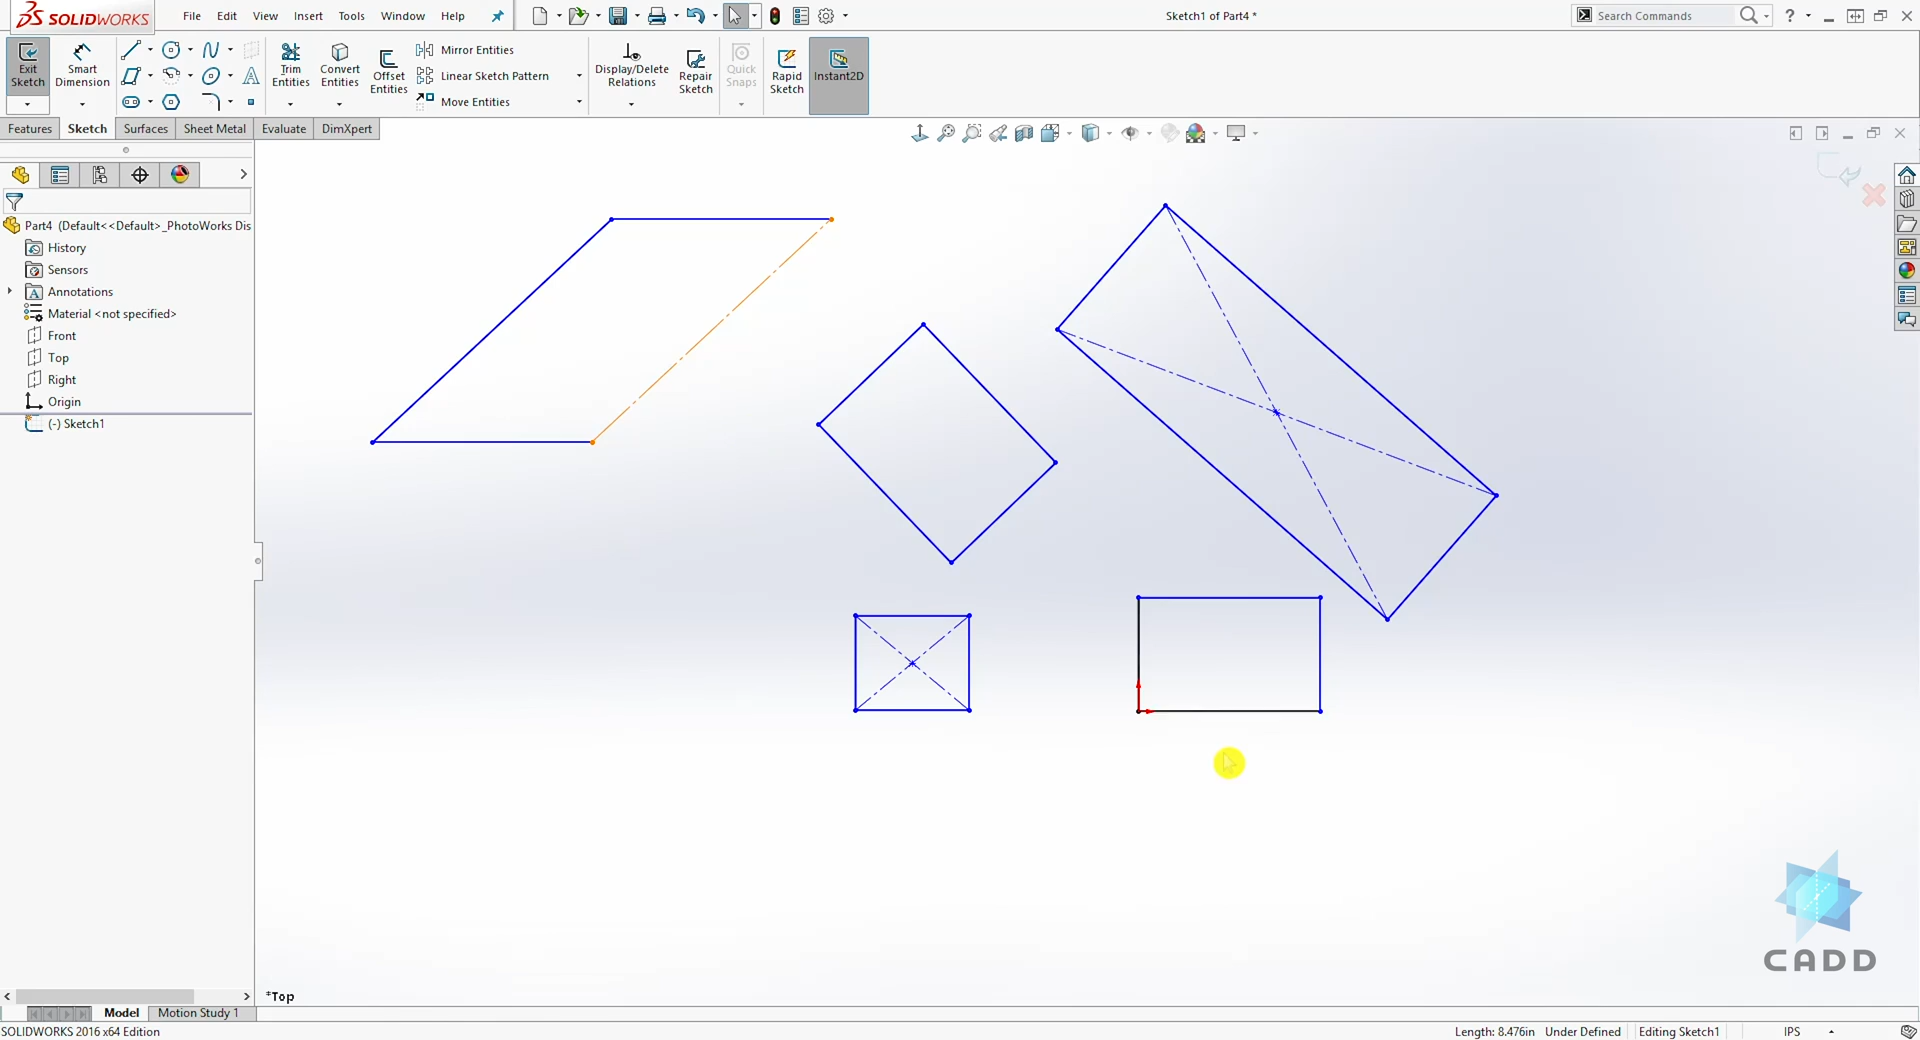 SOLIDWORKS File Edit View Insert Tools Window Help Sketch1 of Part4 * Search Commands ?
Exit Sketch
Smart Dimension
Trim Entities
Convert Entities
Offset Entities
Mirror Entities
Linear Sketch Pattern
Move Entities
Display/Delete Relations
Repair Sketch
Quick Snaps
Rapid Sketch
Instant2D
Features Sketch Surfaces Sheet Metal Evaluate DimXpert
Part4 (Default<<Default>_PhotoWorks Dis
History
Sensors
Annotations
Material <not specified>
Front
Top
Right
Origin
(-) Sketch1
CADD
*Top
Model Motion Study 1
SOLIDWORKS 2016 x64 Edition Length: 8.476in Under Defined Editing Sketch1 IPS